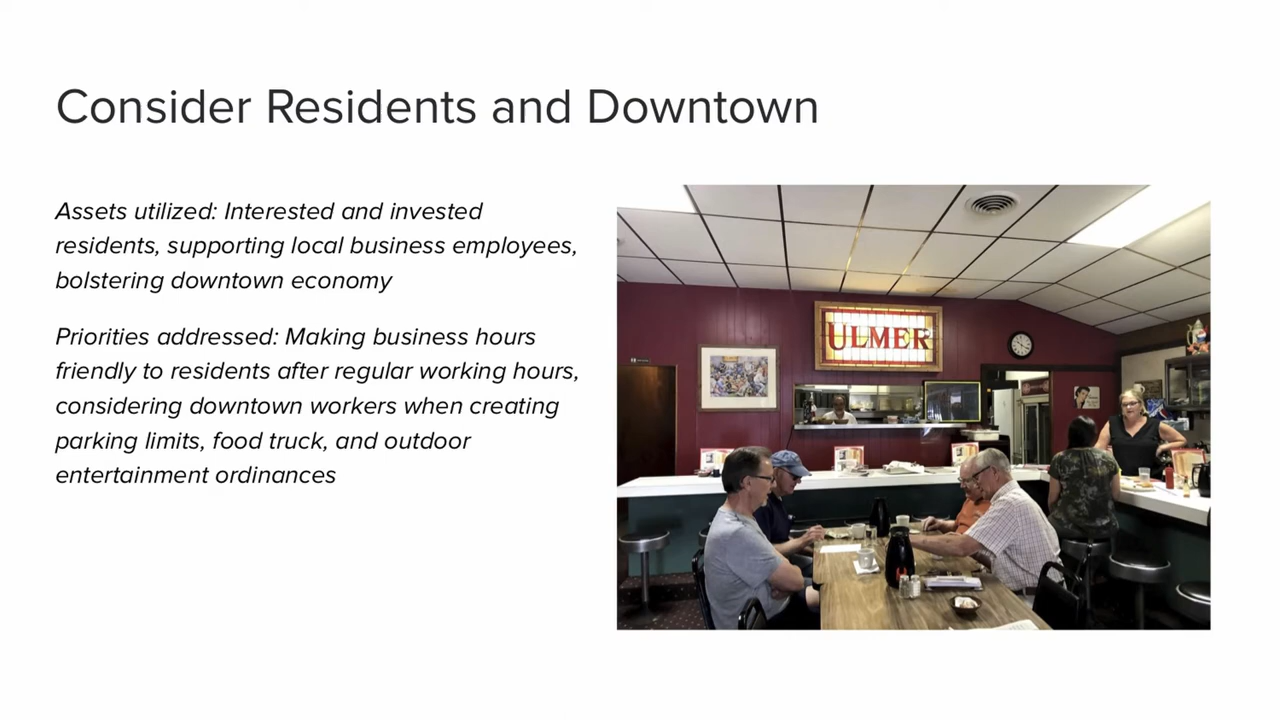 Consider Residents and Downtown
Assets utilized: Interested and invested
residents, supporting local business employees,
bolstering downtown economy
Priorities addressed: Making business hours
friendly to residents after regular working hours,
considering downtown workers when creating
parking limits, food truck, and outdoor
entertainment ordinances
ULMER